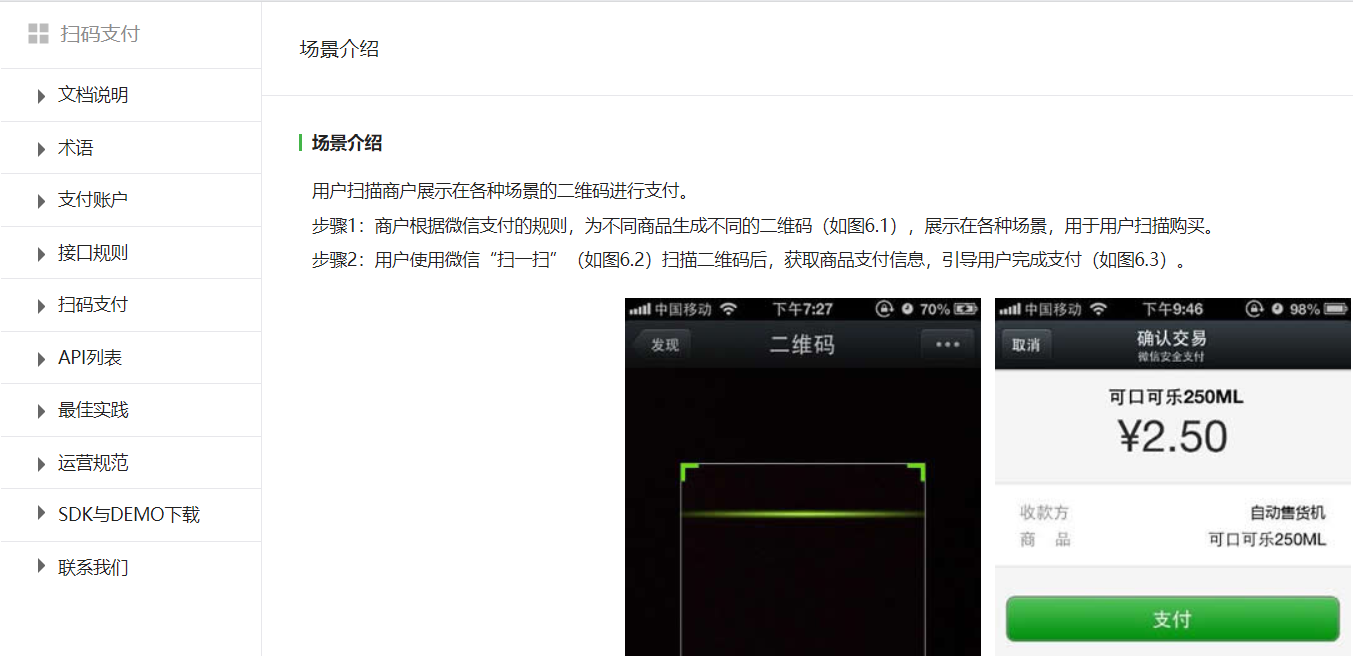 扫码支付
文档说明
术语
支付账户
接口规则
扫码支付
API列表
最佳实践
运营规范
SDK与DEMO下载
联系我们
场景介绍
场景介绍
用户扫描商户展示在各种场景的二维码进行支付。
步骤1：商户根据微信支付的规则，为不同商品生成不同的二维码（如图6.1），展示在各种场景，用于用户扫描购买。
步骤2：用户使用微信“扫一扫”（如图6.2）扫描二维码后，获取商品支付信息，引导用户完成支付（如图6.3）。
中国移动 下午7:27 70%
发现 二维码
中国移动 下午9:46 98%
取消 确认交易
微信安全支付
可口可乐250ML
¥2.50
收款方 自动售货机
商 品 可口可乐250ML
支付